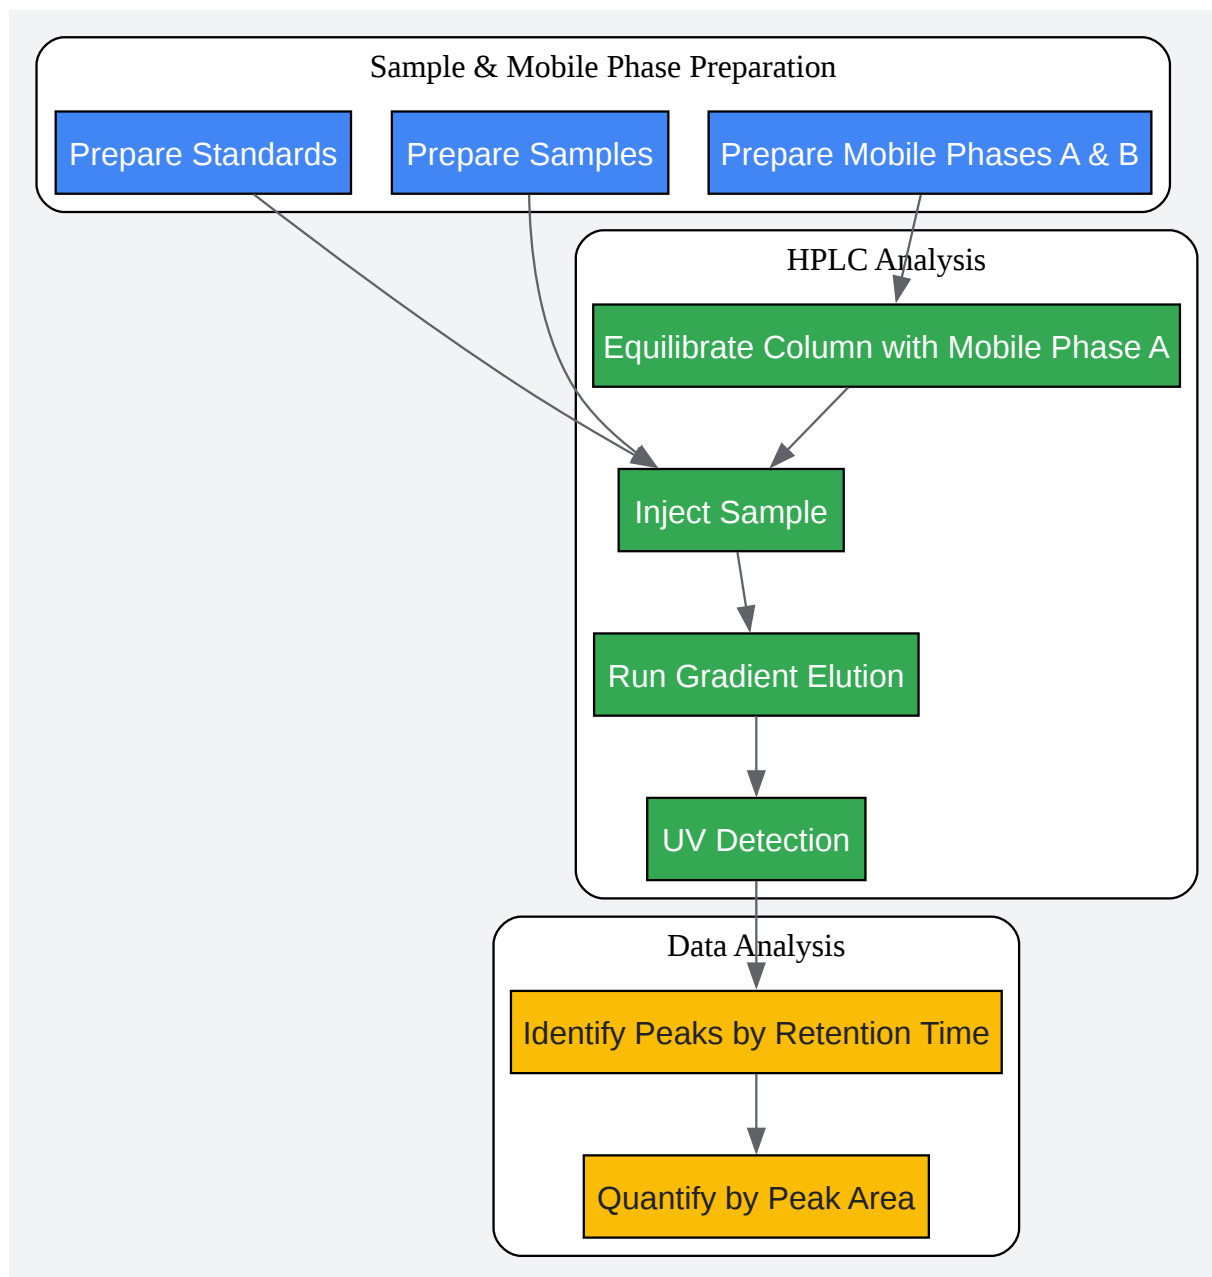 Sample & Mobile Phase Preparation
Prepare Standards
Prepare Samples
Prepare Mobile Phases A & B
HPLC Analysis
Equilibrate Column with Mobile Phase A
Inject Sample
Run Gradient Elution
UV Detection
Data Analysis
Identify Peaks by Retention Time
Quantify by Peak Area